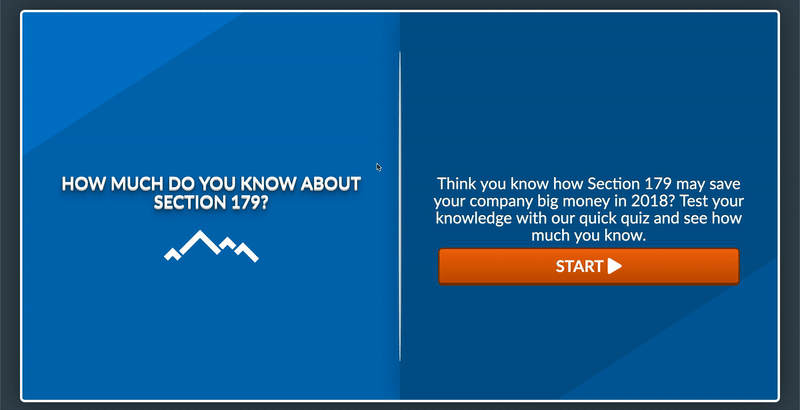 HOW MUCH DO YOU KNOW ABOUT
SECTION 179?
Think you know how Section 179 may save
your company big money in 2018? Test your
knowledge with our quick quiz and see how
much you know.
START